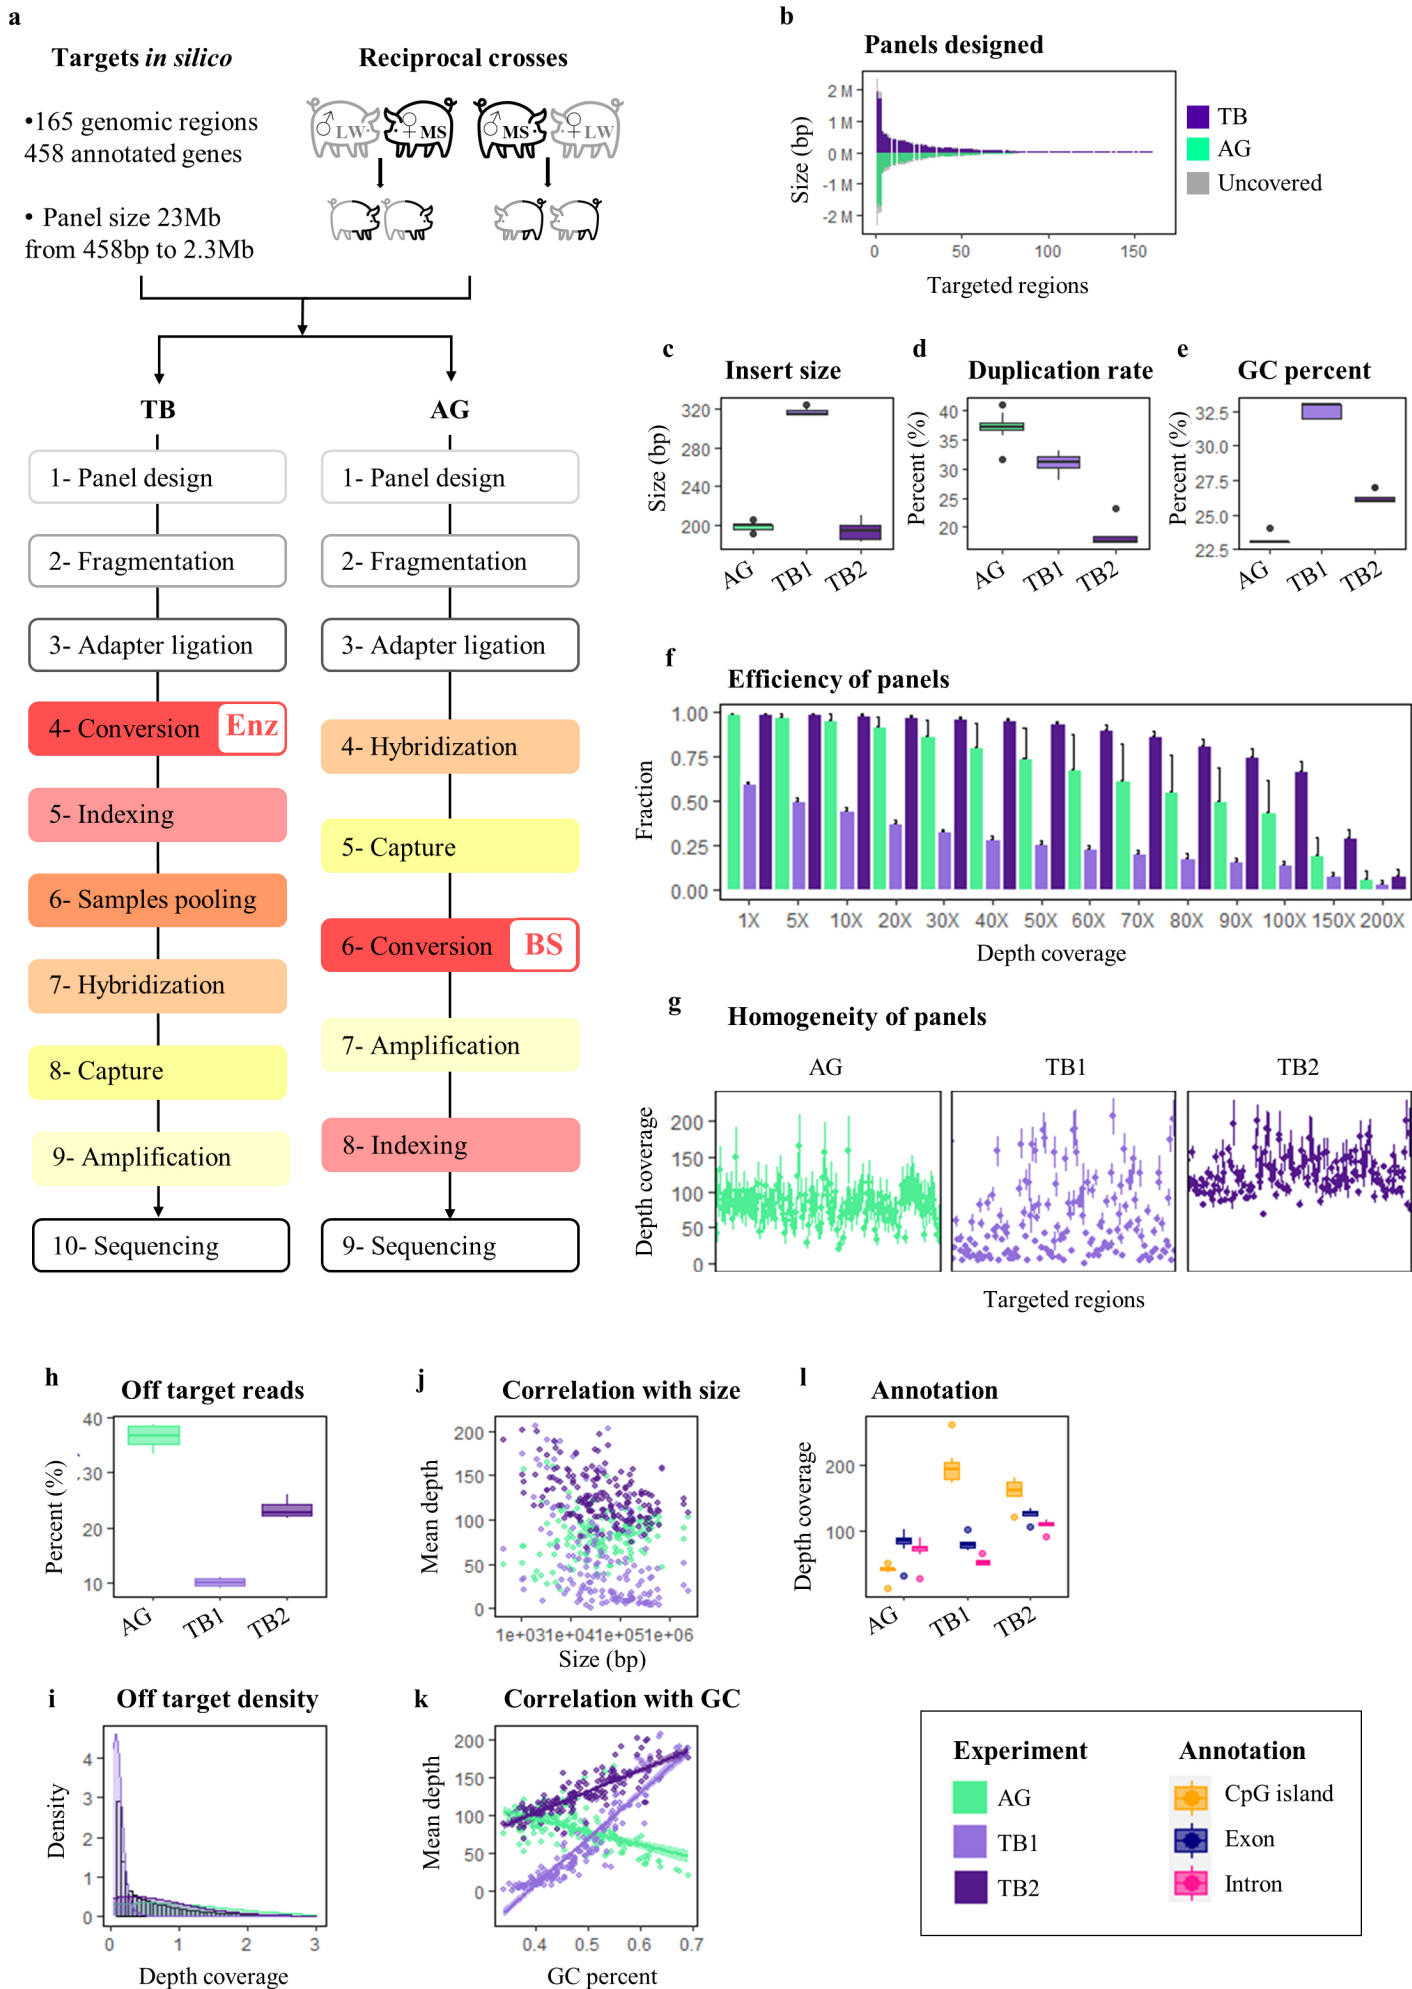 a
Targets in silico
•165 genomic regions
458 annotated genes
• Panel size 23Mb
from 458bp to 2.3Mb
Reciprocal crosses
♂ LW ♀ MS ♂ MS ♀ LW
TB
1- Panel design
2- Fragmentation
3- Adapter ligation
4- Conversion Enz
5- Indexing
6- Samples pooling
7- Hybridization
8- Capture
9- Amplification
10- Sequencing
AG
1- Panel design
2- Fragmentation
3- Adapter ligation
4- Hybridization
5- Capture
6- Conversion BS
7- Amplification
8- Indexing
9- Sequencing
b
Panels designed
Size (bp)
2 M
1 M
0 M
-1 M
-2 M
0 50 100 150
Targeted regions
TB
AG
Uncovered
c
Insert size
Size (bp)
320
280
240
200
AG TB1 TB2
d
Duplication rate
Percent (%)
40
35
30
25
20
AG TB1 TB2
e
GC percent
Percent (%)
32.5
30.0
27.5
25.0
22.5
AG TB1 TB2
f
Efficiency of panels
Fraction
1.00
0.75
0.50
0.25
0.00
1X 5X 10X 20X 30X 40X 50X 60X 70X 80X 90X 100X 150X 200X
Depth coverage
g
Homogeneity of panels
AG TB1 TB2
Depth coverage
200
150
100
50
0
Targeted regions
h
Off target reads
Percent (%)
40
30
20
10
AG TB1 TB2
i
Off target density
Density
4
3
2
1
0
0 1 2 3
Depth coverage
j
Correlation with size
Mean depth
200
150
100
50
0
1e+031e+041e+051e+06
Size (bp)
k
Correlation with GC
Mean depth
200
150
100
50
0
0.4 0.5 0.6 0.7
GC percent
l
Annotation
Depth coverage
200
100
AG TB1 TB2
Experiment
AG
TB1
TB2
Annotation
CpG island
Exon
Intron